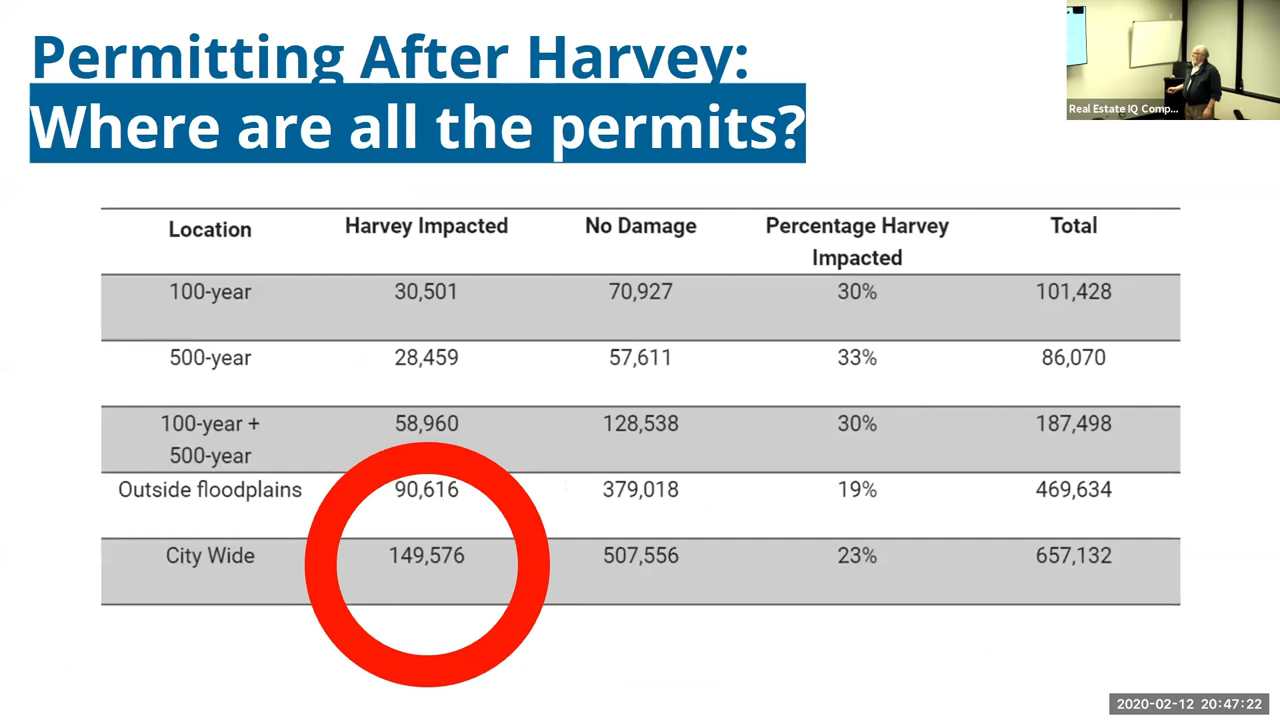 Permitting After Harvey:
Where are all the permits?
Real Estate IQ Comp...
Location Harvey Impacted No Damage Percentage Harvey Impacted Total
100-year 30,501 70,927 30% 101,428
500-year 28,459 57,611 33% 86,070
100-year + 500-year 58,960 128,538 30% 187,498
Outside floodplains 90,616 379,018 19% 469,634
City Wide 149,576 507,556 23% 657,132
2020-02-12 20:47:22